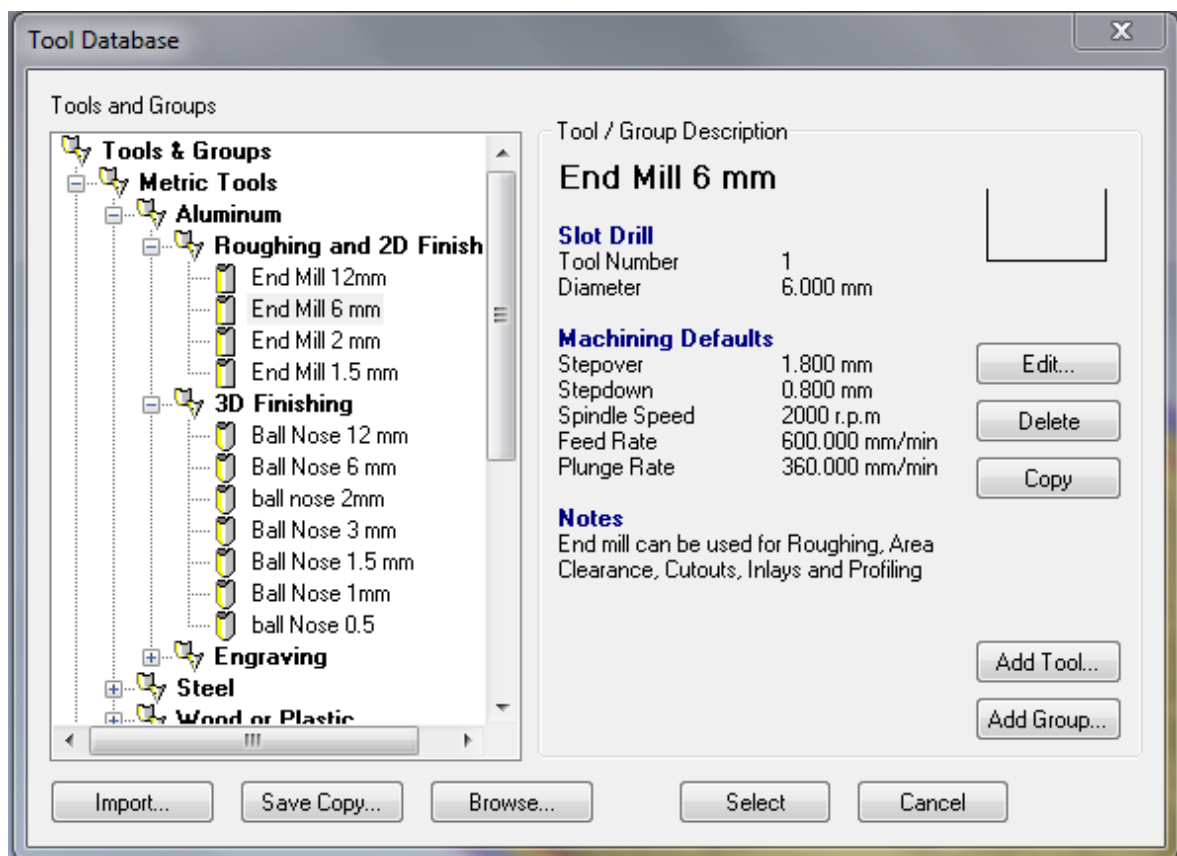 Tool Database
X
Tools and Groups
Tools & Groups
Metric Tools
Aluminum
Roughing and 2D Finish
End Mill 12mm
End Mill 6 mm
End Mill 2 mm
End Mill 1.5 mm
3D Finishing
Ball Nose 12 mm
Ball Nose 6 mm
ball nose 2mm
Ball Nose 3 mm
Ball Nose 1.5 mm
Ball Nose 1mm
ball Nose 0.5
Engraving
Steel
Wood or Plastic
Tool / Group Description
End Mill 6 mm
Slot Drill
Tool Number 1
Diameter 6.000 mm
Machining Defaults
Stepover 1.800 mm
Stepdown 0.800 mm
Spindle Speed 2000 r.p.m
Feed Rate 600.000 mm/min
Plunge Rate 360.000 mm/min
Notes
End mill can be used for Roughing, Area
Clearance, Cutouts, Inlays and Profiling
Edit...
Delete
Copy
Add Tool...
Add Group...
Import... Save Copy... Browse... Select Cancel